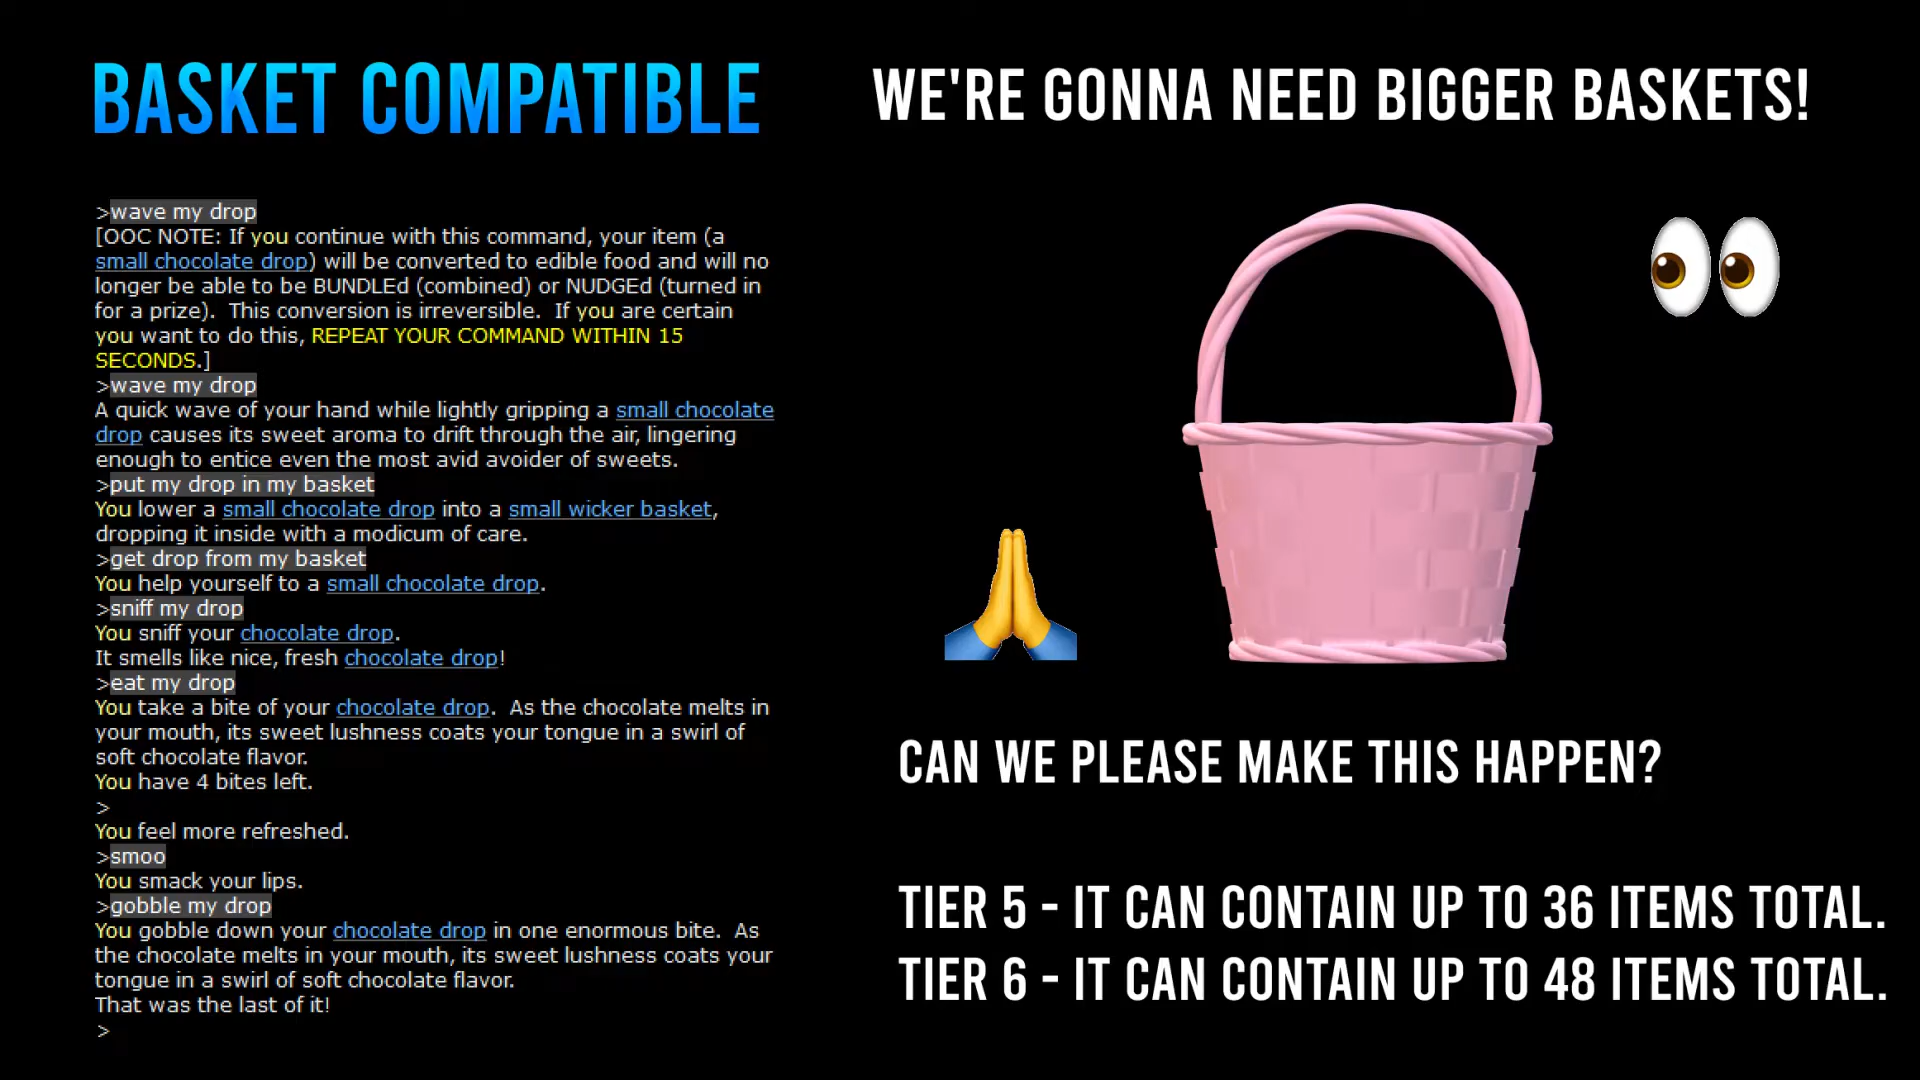 BASKET COMPATIBLE
>wave my drop
[OOC NOTE: If you continue with this command, your item (a
small chocolate drop) will be converted to edible food and will no
longer be able to be BUNDLEd (combined) or NUDGEd (turned in
for a prize).  This conversion is irreversible.  If you are certain
you want to do this, REPEAT YOUR COMMAND WITHIN 15
SECONDS.]
>wave my drop
A quick wave of your hand while lightly gripping a small chocolate
drop causes its sweet aroma to drift through the air, lingering
enough to entice even the most avid avoider of sweets.
>put my drop in my basket
You lower a small chocolate drop into a small wicker basket,
dropping it inside with a modicum of care.
>get drop from my basket
You help yourself to a small chocolate drop.
>sniff my drop
You sniff your chocolate drop.
It smells like nice, fresh chocolate drop!
>eat my drop
You take a bite of your chocolate drop.  As the chocolate melts in
your mouth, its sweet lushness coats your tongue in a swirl of
soft chocolate flavor.
You have 4 bites left.
>
You feel more refreshed.
>smoo
You smack your lips.
>gobble my drop
You gobble down your chocolate drop in one enormous bite.  As
the chocolate melts in your mouth, its sweet lushness coats your
tongue in a swirl of soft chocolate flavor.
That was the last of it!
>
WE'RE GONNA NEED BIGGER BASKETS!
CAN WE PLEASE MAKE THIS HAPPEN?
TIER 5 - IT CAN CONTAIN UP TO 36 ITEMS TOTAL.
TIER 6 - IT CAN CONTAIN UP TO 48 ITEMS TOTAL.